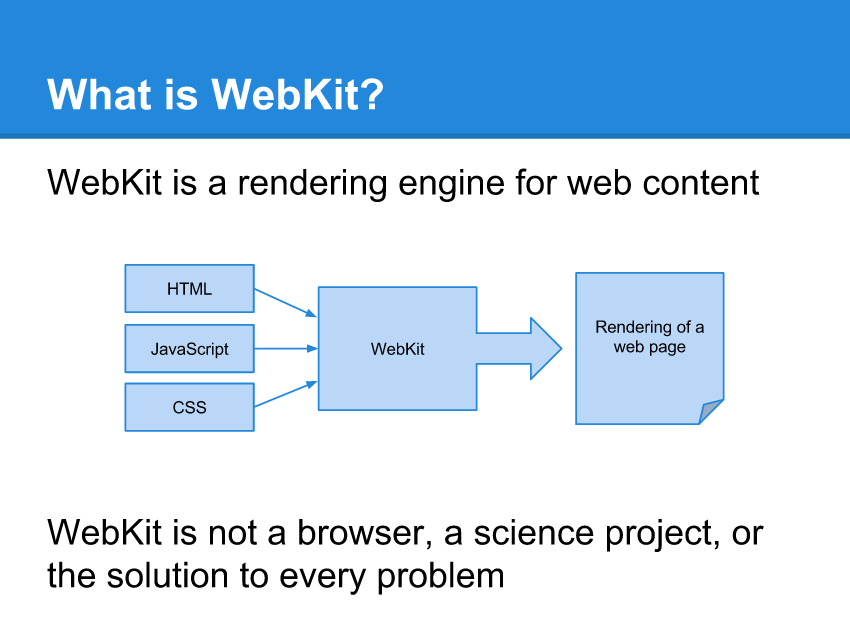 What is WebKit?
WebKit is a rendering engine for web content
HTML
JavaScript
CSS
WebKit
Rendering of a
web page
WebKit is not a browser, a science project, or
the solution to every problem